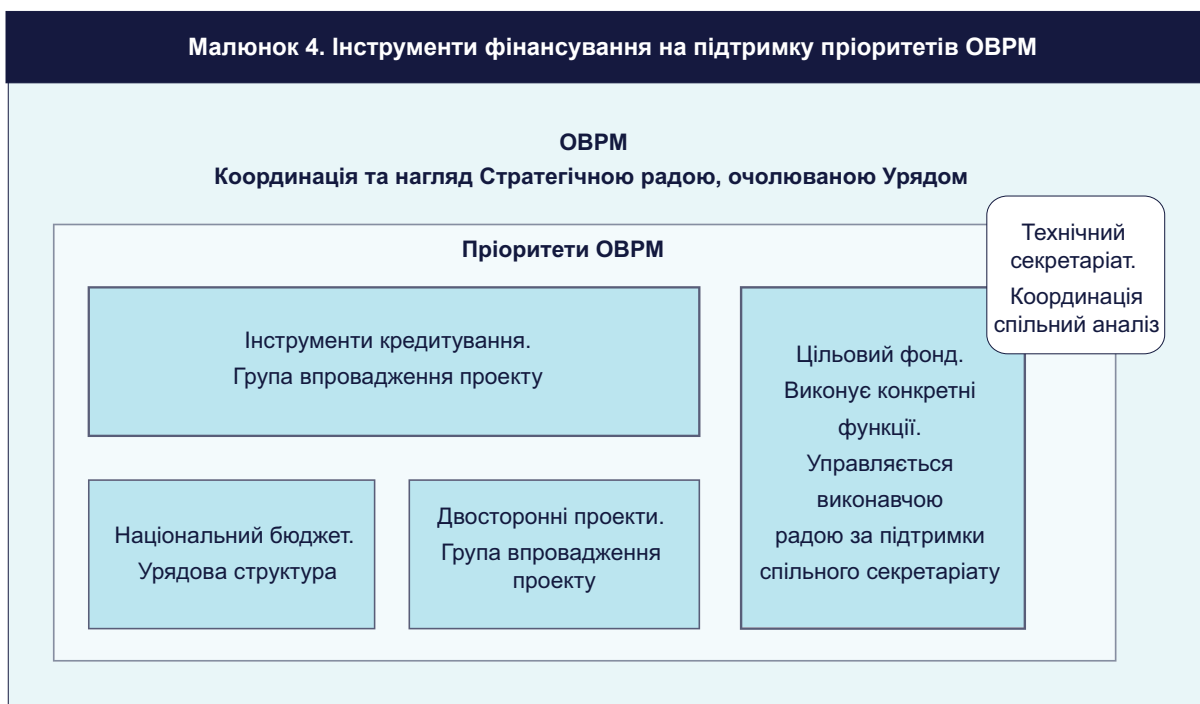 Малюнок 4. Інструменти фінансування на підтримку пріоритетів ОВРМ
ОВРМ
Координація та нагляд Стратегічною радою, очолюваною Урядом
Технічний
секретаріат.
Координація
спільний аналіз
Пріоритети ОВРМ
Інструменти кредитування.
Група впровадження проекту
Цільовий фонд.
Виконує конкретні
функції.
Управляється
виконавчою
радою за підтримки
спільного секретаріату
Національний бюджет.
Урядова структура
Двосторонні проекти.
Група впровадження
проекту